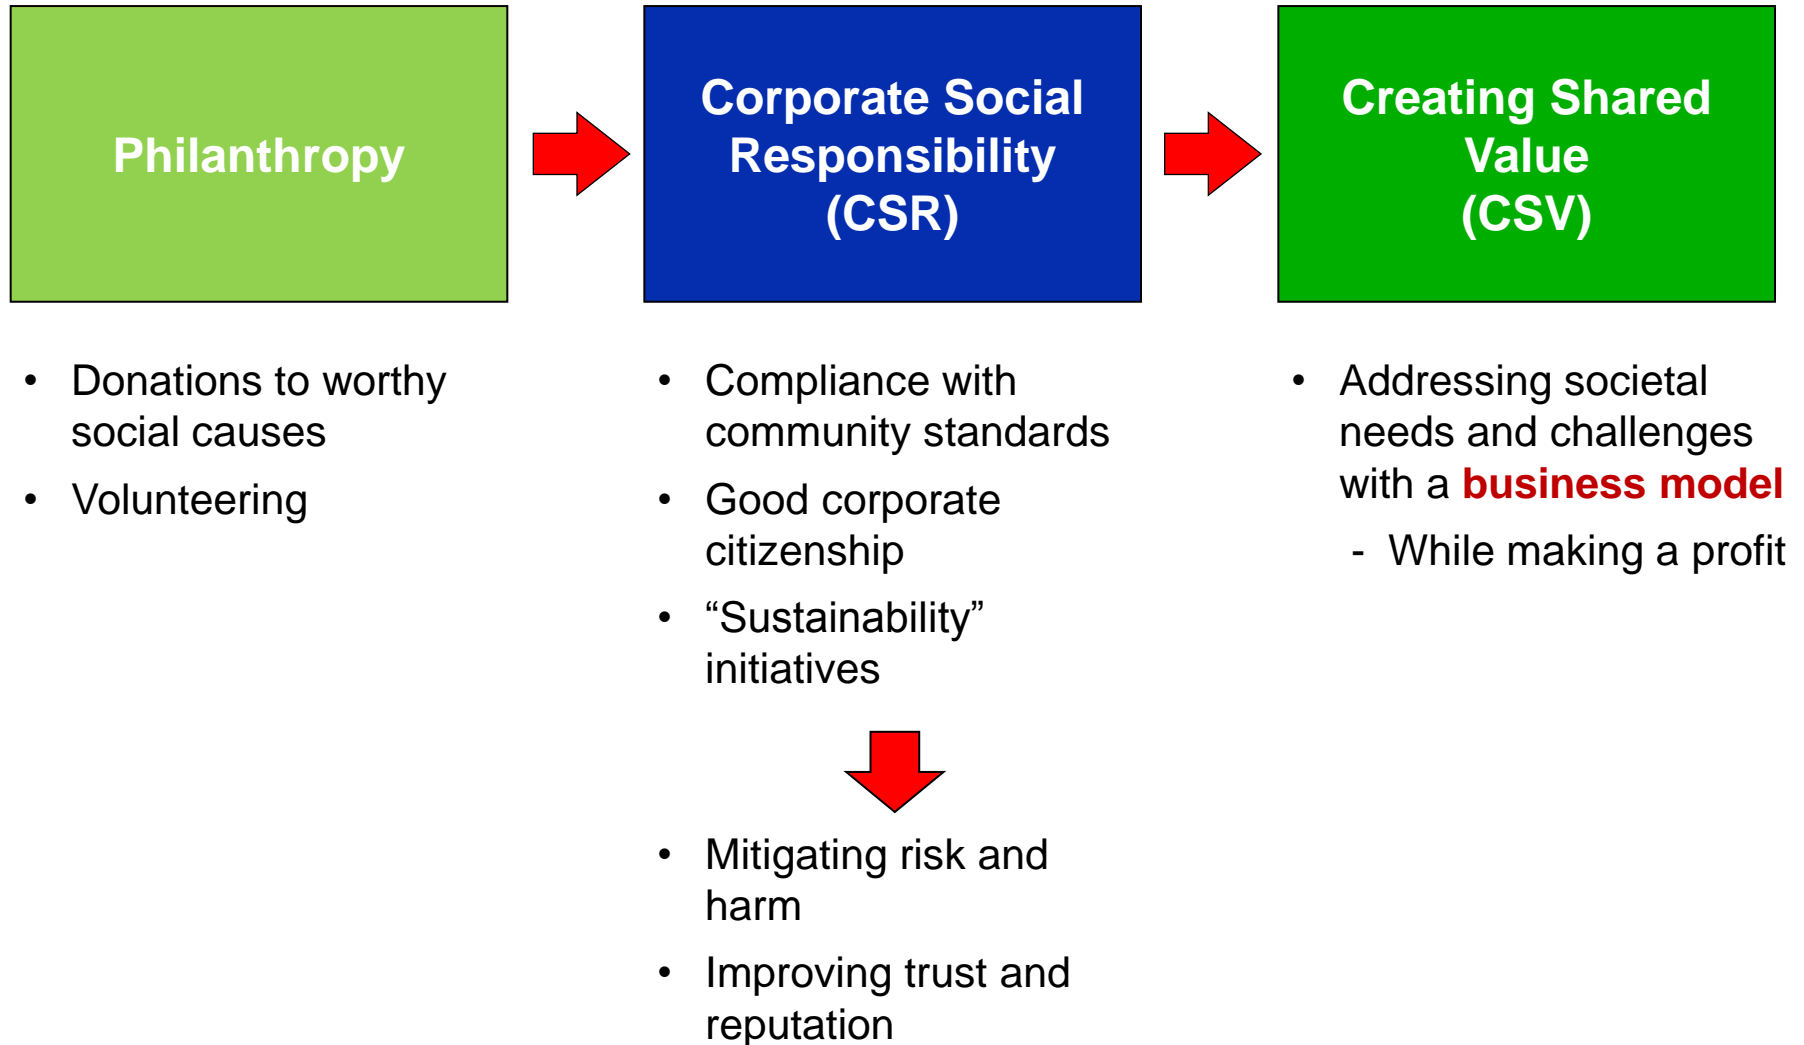 Philanthropy
Corporate Social
Responsibility
(CSR)
Creating Shared
Value
(CSV)
• Donations to worthy
social causes
• Volunteering
• Compliance with
community standards
• Good corporate
citizenship
• “Sustainability”
initiatives
• Mitigating risk and
harm
• Improving trust and
reputation
• Addressing societal
needs and challenges
with a business model
- While making a profit